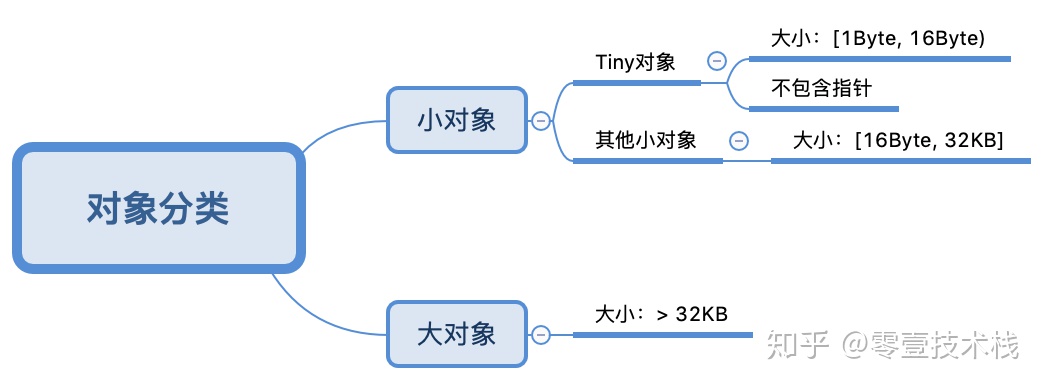 对象分类
小对象
Tiny对象
大小：[1Byte, 16Byte)
不包含指针
其他小对象
大小：[16Byte, 32KB]
大对象
大小：> 32KB
知乎 @零壹技术栈